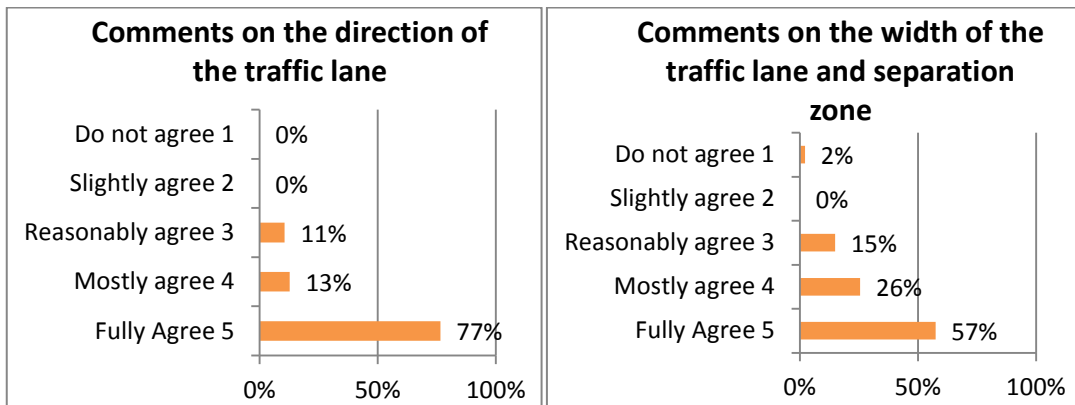 Comments on the direction of
the traffic lane
Do not agree 1 0%
Slightly agree 2 0%
Reasonably agree 3 11%
Mostly agree 4 13%
Fully Agree 5 77%
0% 50% 100%
Comments on the width of the
traffic lane and separation
zone
Do not agree 1 2%
Slightly agree 2 0%
Reasonably agree 3 15%
Mostly agree 4 26%
Fully Agree 5 57%
0% 50% 100%